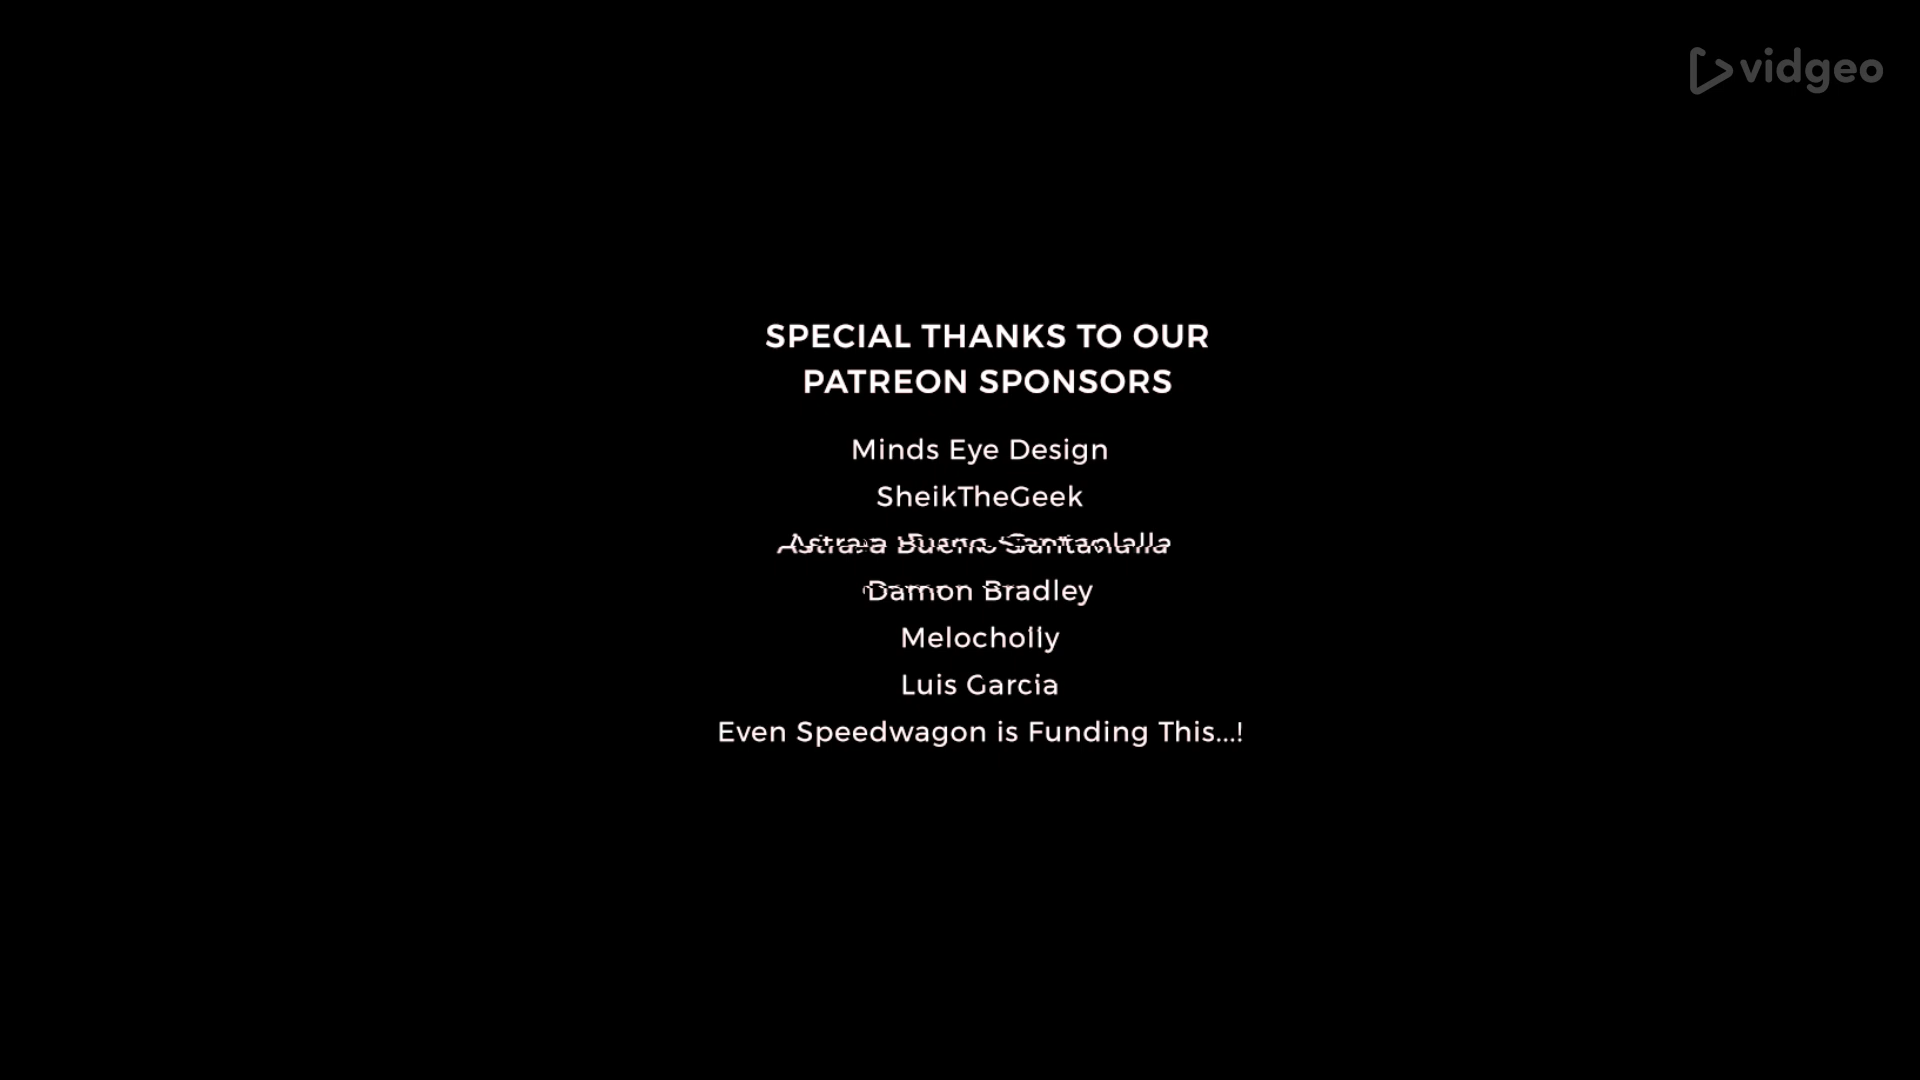 vidgeo
SPECIAL THANKS TO OUR
PATREON SPONSORS
Minds Eye Design
SheikTheGeek
Bueno
Damon Bradley
Melocholly
Luis Garcia
Even Speedwagon is Funding This...!